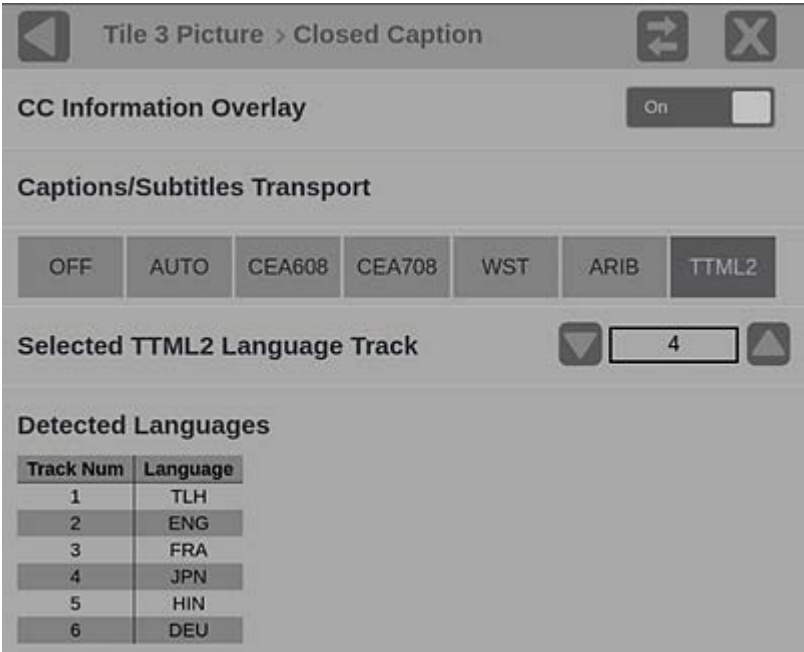 Tile 3 Picture > Closed Caption
CC Information Overlay
On
Captions/Subtitles Transport
OFF AUTO CEA608 CEA708 WST ARIB TTML2
Selected TTML2 Language Track 4
Detected Languages
Track Num Language
1 TLH
2 ENG
3 FRA
4 JPN
5 HIN
6 DEU